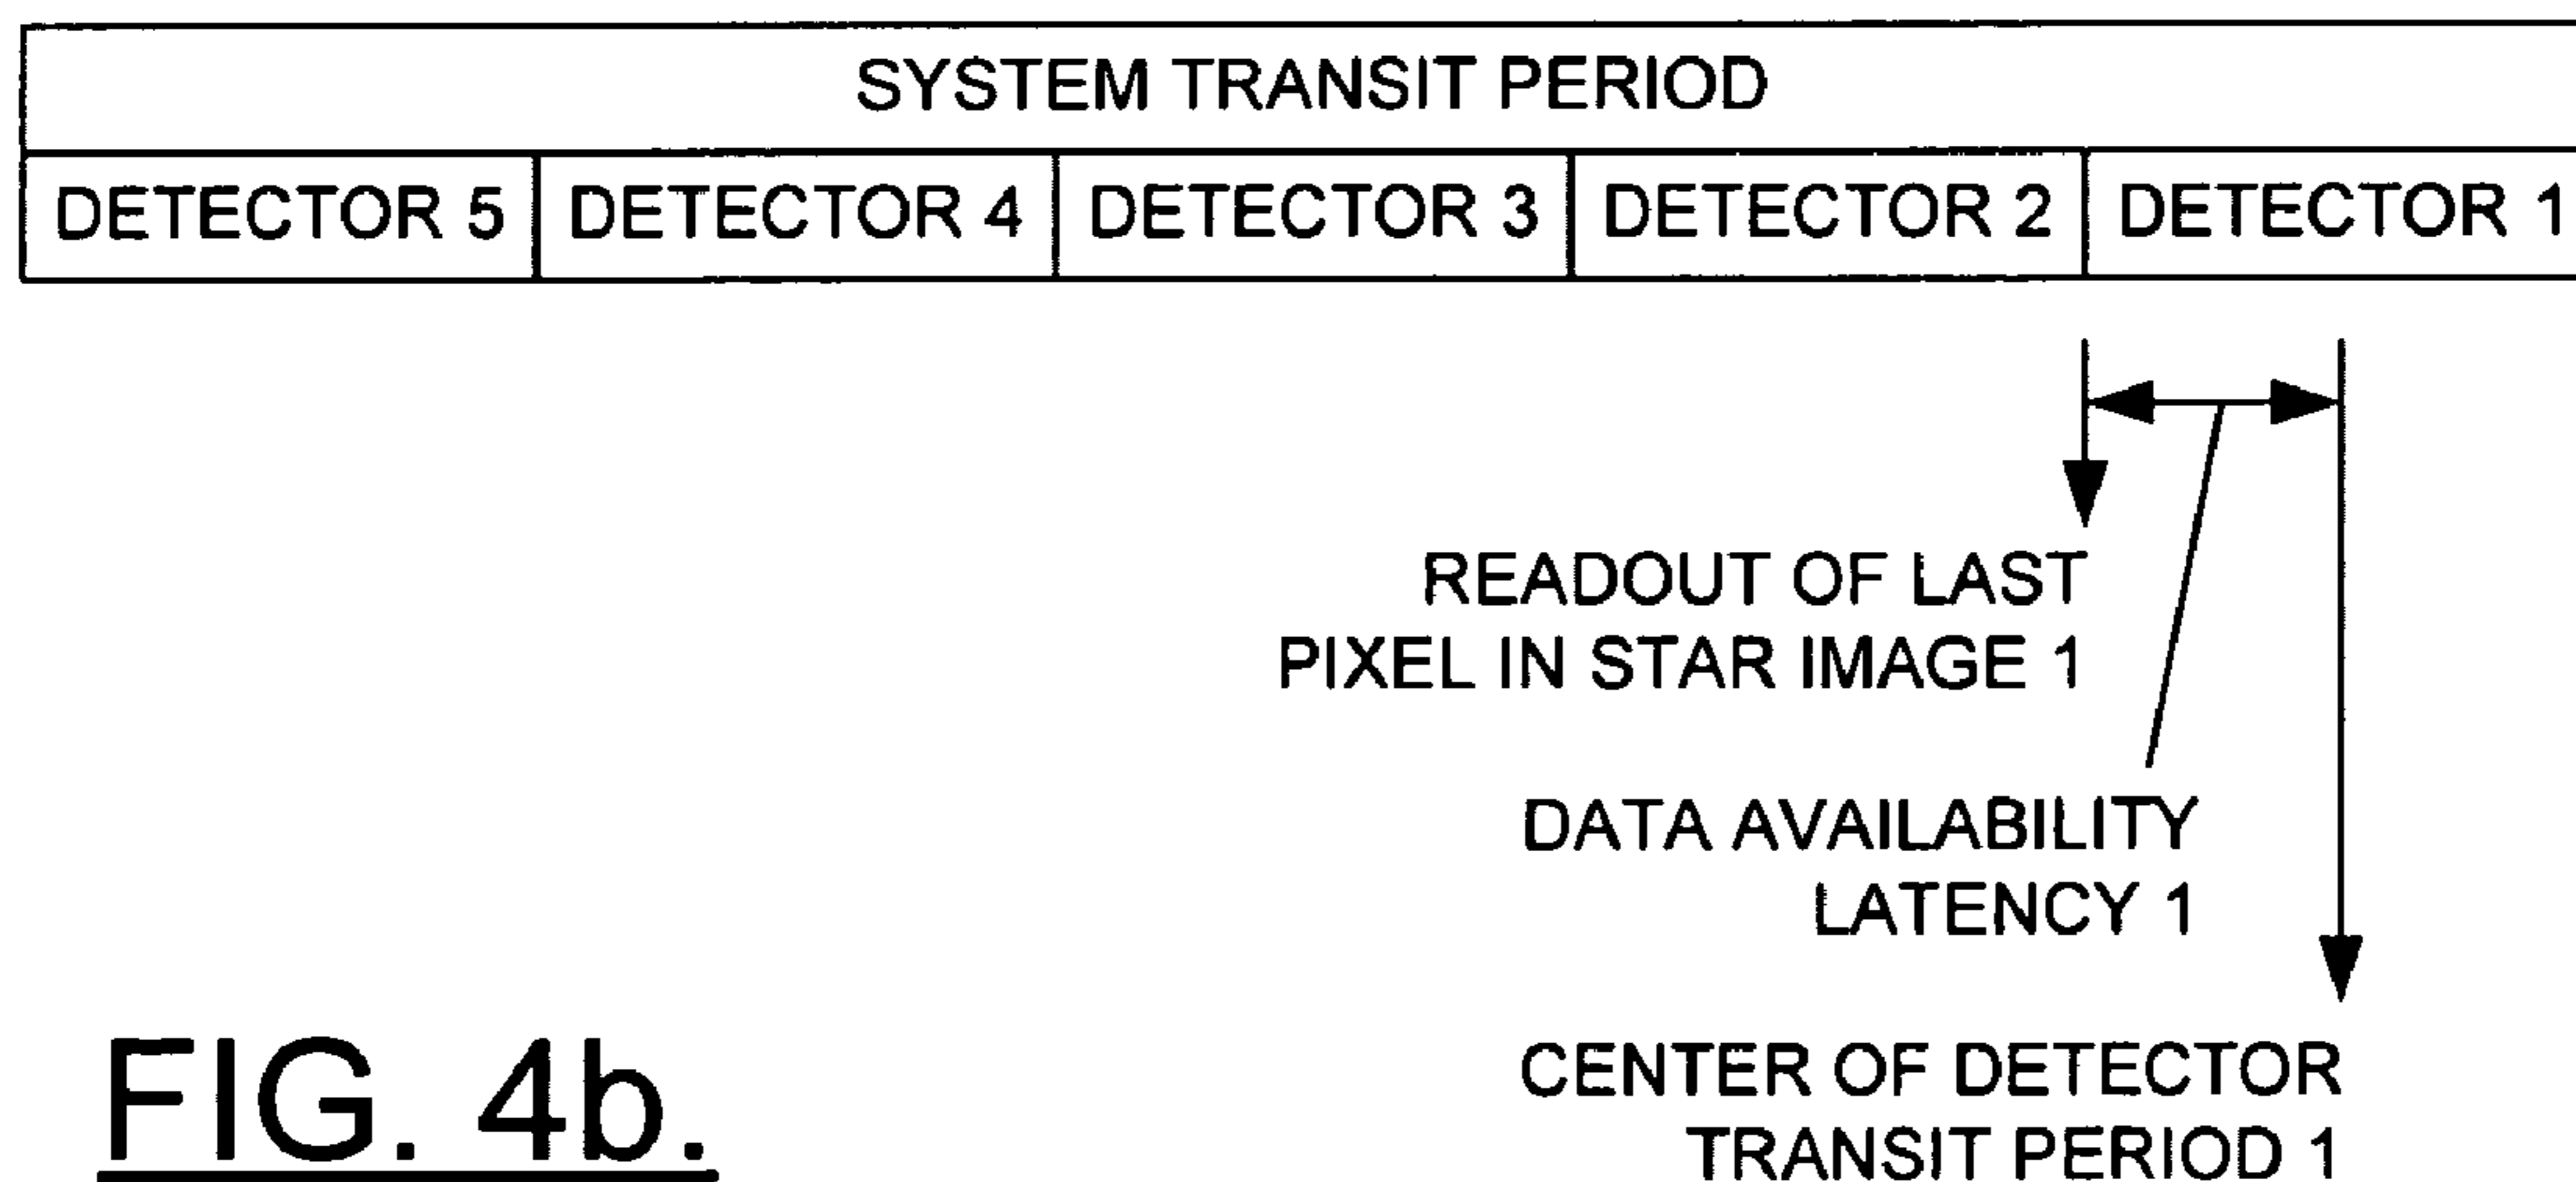 SYSTEM TRANSIT PERIOD
DETECTOR 5 DETECTOR 4 DETECTOR 3 DETECTOR 2 DETECTOR 1
READOUT OF LAST
PIXEL IN STAR IMAGE 1
DATA AVAILABILITY
LATENCY 1
CENTER OF DETECTOR
TRANSIT PERIOD 1
FIG. 4b.